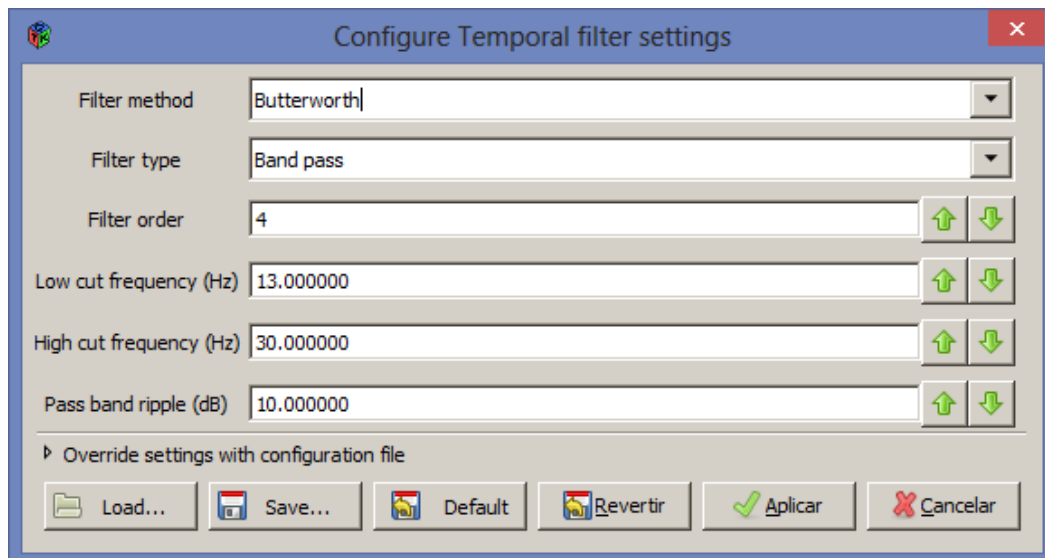 Configure Temporal filter settings
Filter method Butterworth
Filter type Band pass
Filter order 4
Low cut frequency (Hz) 13.000000
High cut frequency (Hz) 30.000000
Pass band ripple (dB) 10.000000
Override settings with configuration file
Load... Save... Default Revertir Aplicar Cancelar